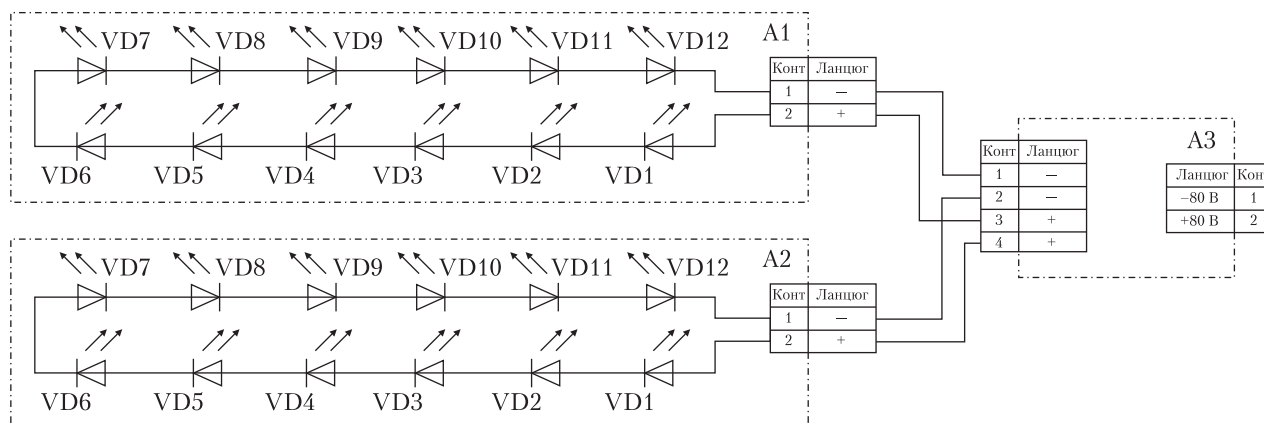 VD7 VD8 VD9 VD10 VD11 VD12 A1
Конт Ланцюг
1 –
2 +
VD6 VD5 VD4 VD3 VD2 VD1
A3
Конт Ланцюг
1 –
2 –
3 +
4 +
Ланцюг Конт
–80 В 1
+80 В 2
VD7 VD8 VD9 VD10 VD11 VD12 A2
Конт Ланцюг
1 –
2 +
VD6 VD5 VD4 VD3 VD2 VD1